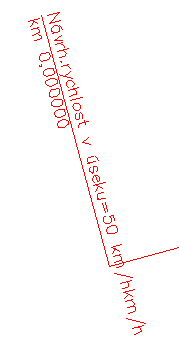 Návrh.rychlost v úseku=50 km/hkm/h
km 0,000000